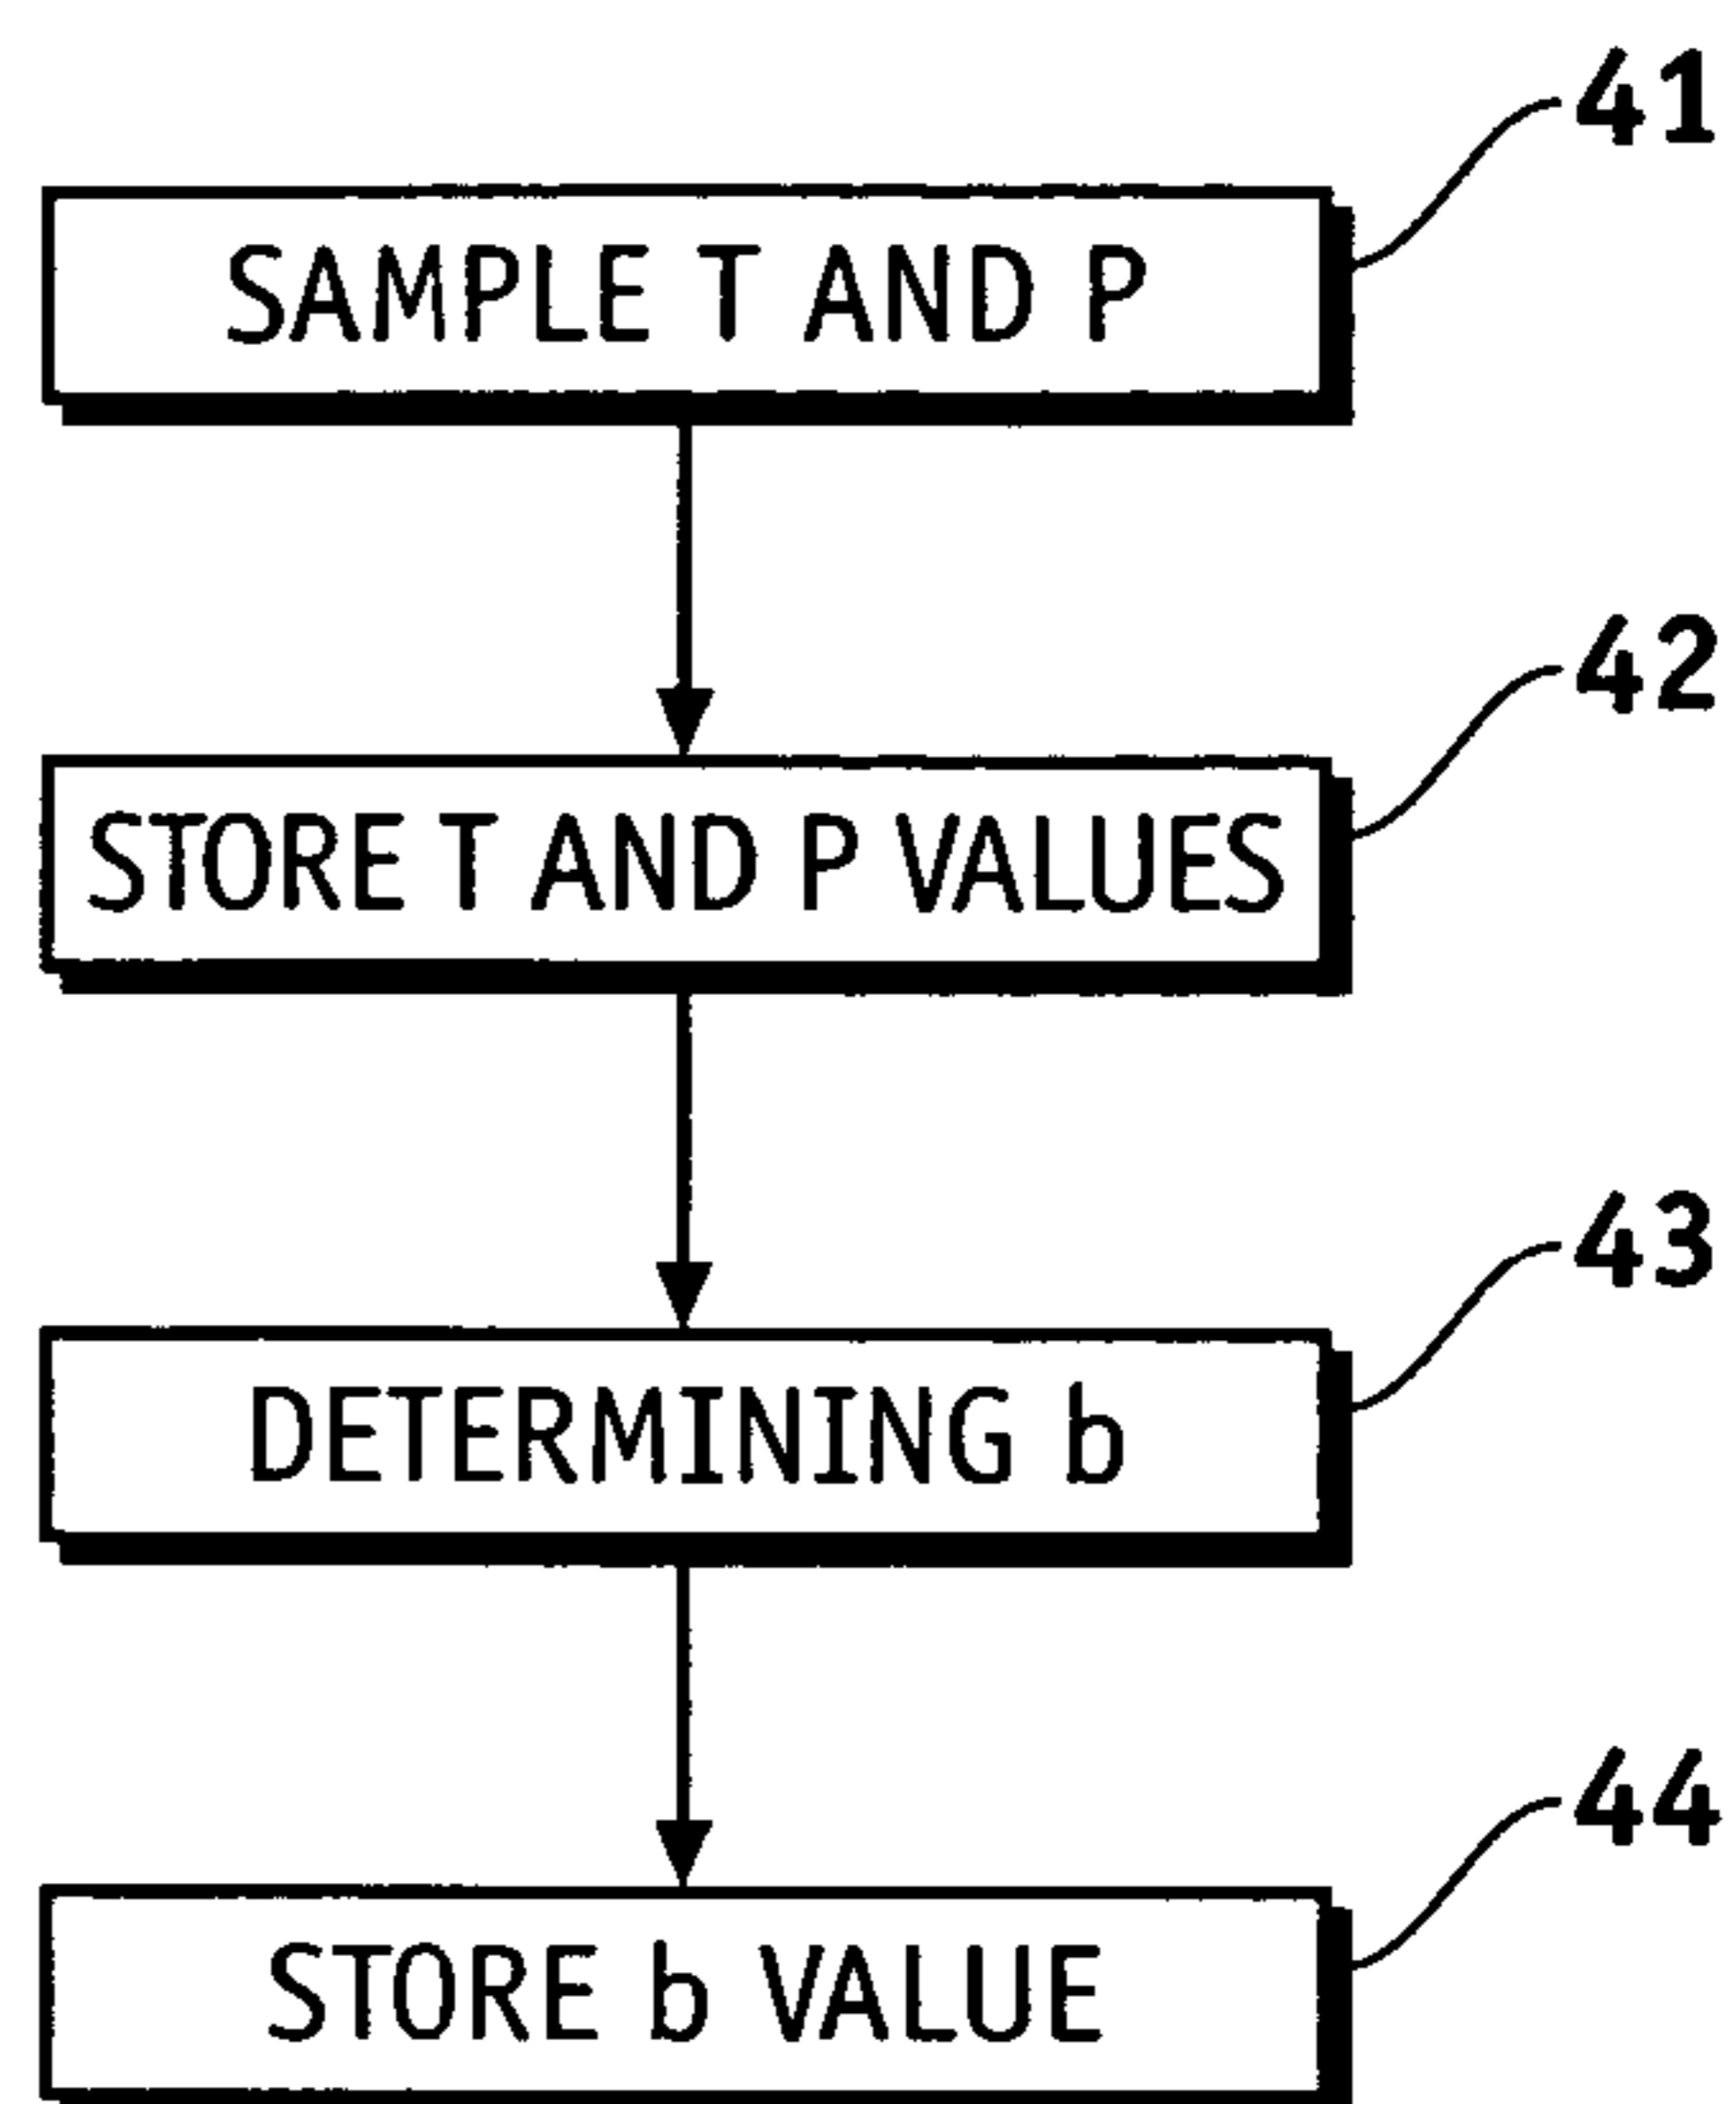 41
SAMPLE T AND P
42
STORE T AND P VALUES
43
DETERMINING b
44
STORE b VALUE